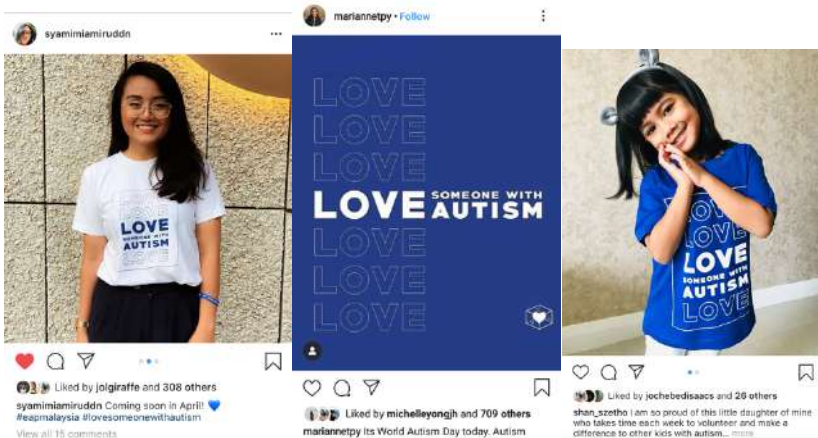 syamimiamiruddn
LOVE
SOMEONE WITH
AUTISM
LOVE
Liked by jolgiraffe and 308 others
syamimiamiruddn Coming soon in April! 💙
#eapmalaysia #lovesomeonewithautism
View all 15 comments
mariannetpy • Follow
LOVE
LOVE
LOVE
LOVE SOMEONE WITH
AUTISM
LOVE
LOVE
LOVE
Liked by michelleyongjh and 709 others
mariannetpy Its World Autism Day today. Autism
LOVE
LOVE
LOVE
SOMEONE WITH
AUTISM
LOVE
Liked by jochebedisaacs and 26 others
shan_szetho I am so proud of this little daughter of mine
who takes time each week to volunteer and make a
difference to other kids with autism... more